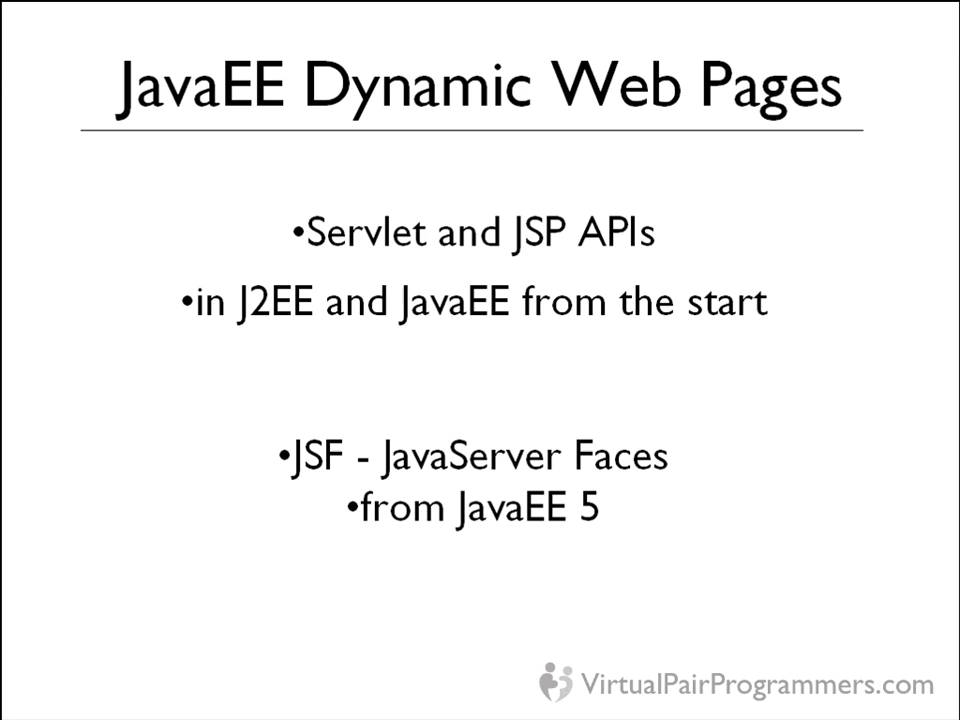 JavaEE Dynamic Web Pages
•Servlet and JSP APIs
•in J2EE and JavaEE from the start
•JSF - JavaServer Faces
•from JavaEE 5
VirtualPairProgrammers.com